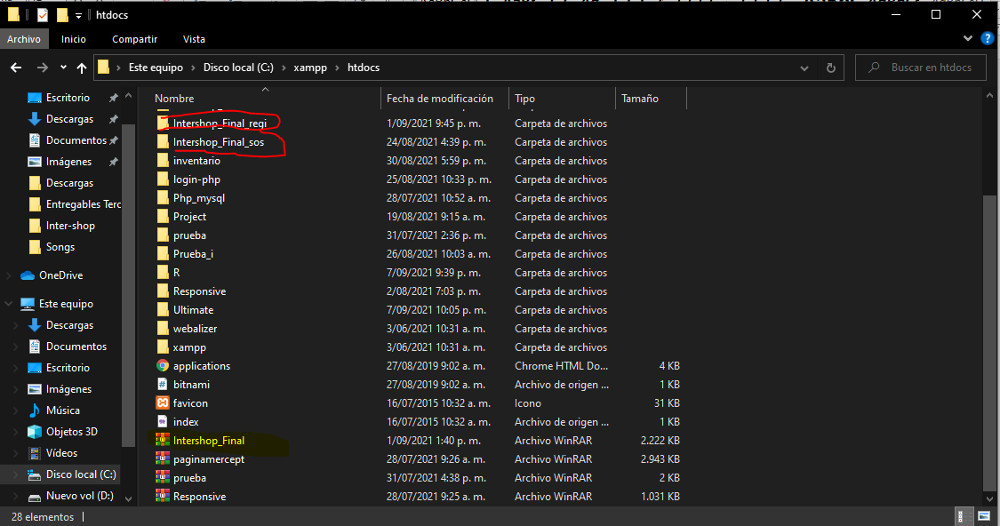 htdocs
Archivo Inicio Compartir Vista
Este equipo > Disco local (C:) > xampp > htdocs
Buscar en htdocs
Nombre Fecha de modificación Tipo Tamaño
Escritorio
Descargas
Documentos
Imágenes
Descargas
Entregables Terc
Inter-shop
Songs
OneDrive
Este equipo
Descargas
Documentos
Escritorio
Imágenes
Música
Objetos 3D
Vídeos
Disco local (C:)
Nuevo vol (D:)
Intershop_Final_regi 1/09/2021 9:45 p. m. Carpeta de archivos
Intershop_Final_sos 24/08/2021 4:39 p. m. Carpeta de archivos
inventario 30/08/2021 5:59 p. m. Carpeta de archivos
login-php 25/08/2021 10:33 p. m. Carpeta de archivos
Php_mysql 28/07/2021 10:52 a. m. Carpeta de archivos
Project 19/08/2021 9:15 a. m. Carpeta de archivos
prueba 31/07/2021 2:36 p. m. Carpeta de archivos
Prueba_i 26/08/2021 10:03 a. m. Carpeta de archivos
R 7/09/2021 9:39 p. m. Carpeta de archivos
Responsive 2/08/2021 7:03 p. m. Carpeta de archivos
Ultimate 7/09/2021 10:05 p. m. Carpeta de archivos
webalizer 3/06/2021 10:31 a. m. Carpeta de archivos
xampp 3/06/2021 10:31 a. m. Carpeta de archivos
applications 27/08/2019 9:02 a. m. Chrome HTML Do... 4 KB
bitnami 27/08/2019 9:02 a. m. Archivo de origen ... 1 KB
favicon 16/07/2015 10:32 a. m. Icono 31 KB
index 16/07/2015 10:32 a. m. Archivo de origen ... 1 KB
Intershop_Final 1/09/2021 1:40 p. m. Archivo WinRAR 2.222 KB
paginamercept 28/07/2021 9:26 a. m. Archivo WinRAR 2.943 KB
prueba 31/07/2021 4:38 p. m. Archivo WinRAR 2 KB
Responsive 28/07/2021 9:25 a. m. Archivo WinRAR 1.031 KB
28 elementos